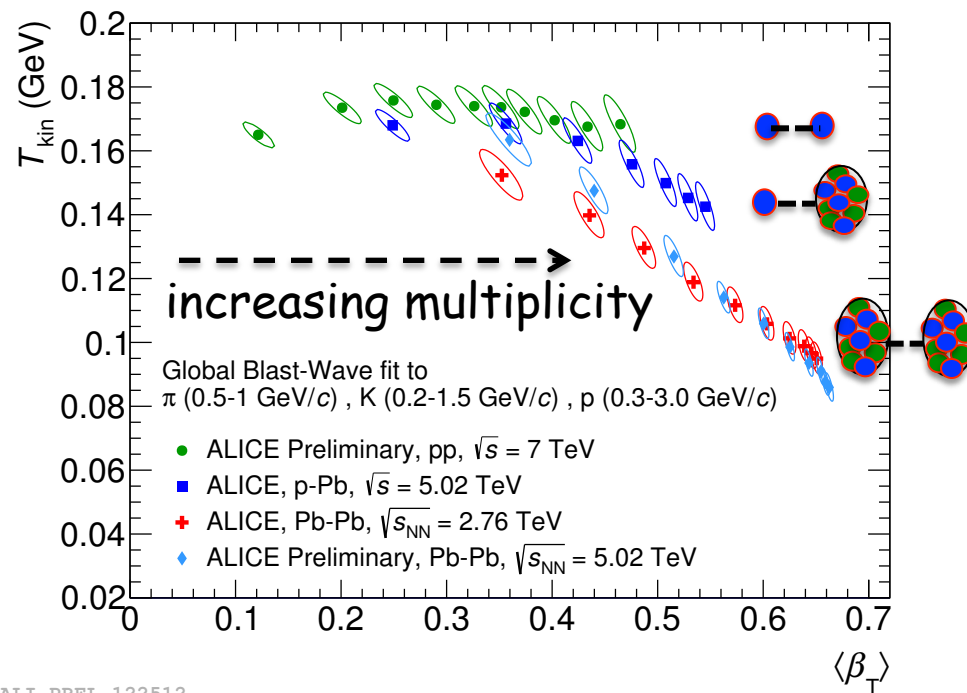 0.2
0.18
0.16
0.14
0.12
0.1
0.08
0.06
0.04
0.02
T_kin (GeV)
increasing multiplicity
Global Blast-Wave fit to
π (0.5-1 GeV/c) , K (0.2-1.5 GeV/c) , p (0.3-3.0 GeV/c)
ALICE Preliminary, pp, √s = 7 TeV
ALICE, p-Pb, √s = 5.02 TeV
ALICE, Pb-Pb, √s_NN = 2.76 TeV
ALICE Preliminary, Pb-Pb, √s_NN = 5.02 TeV
0 0.1 0.2 0.3 0.4 0.5 0.6 0.7
⟨β_T⟩